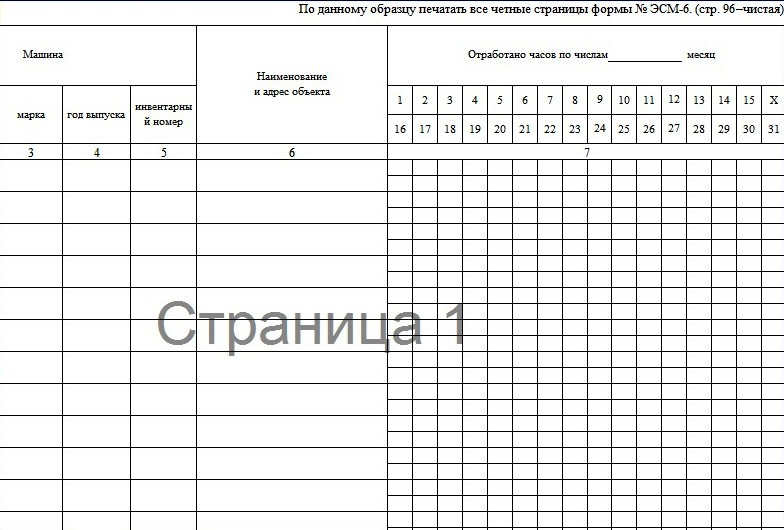 По данному образцу печатать все четные страницы формы № ЭСМ-6. (стр. 96–чистая)
Машина
Наименование
и адрес объекта
Отработано часов по числам____________ месяц
марка год выпуска инвентарны
й номер
1 2 3 4 5 6 7 8 9 10 11 12 13 14 15 X
16 17 18 19 20 21 22 23 24 25 26 27 28 29 30 31
3 4 5 6 7
Страница 1